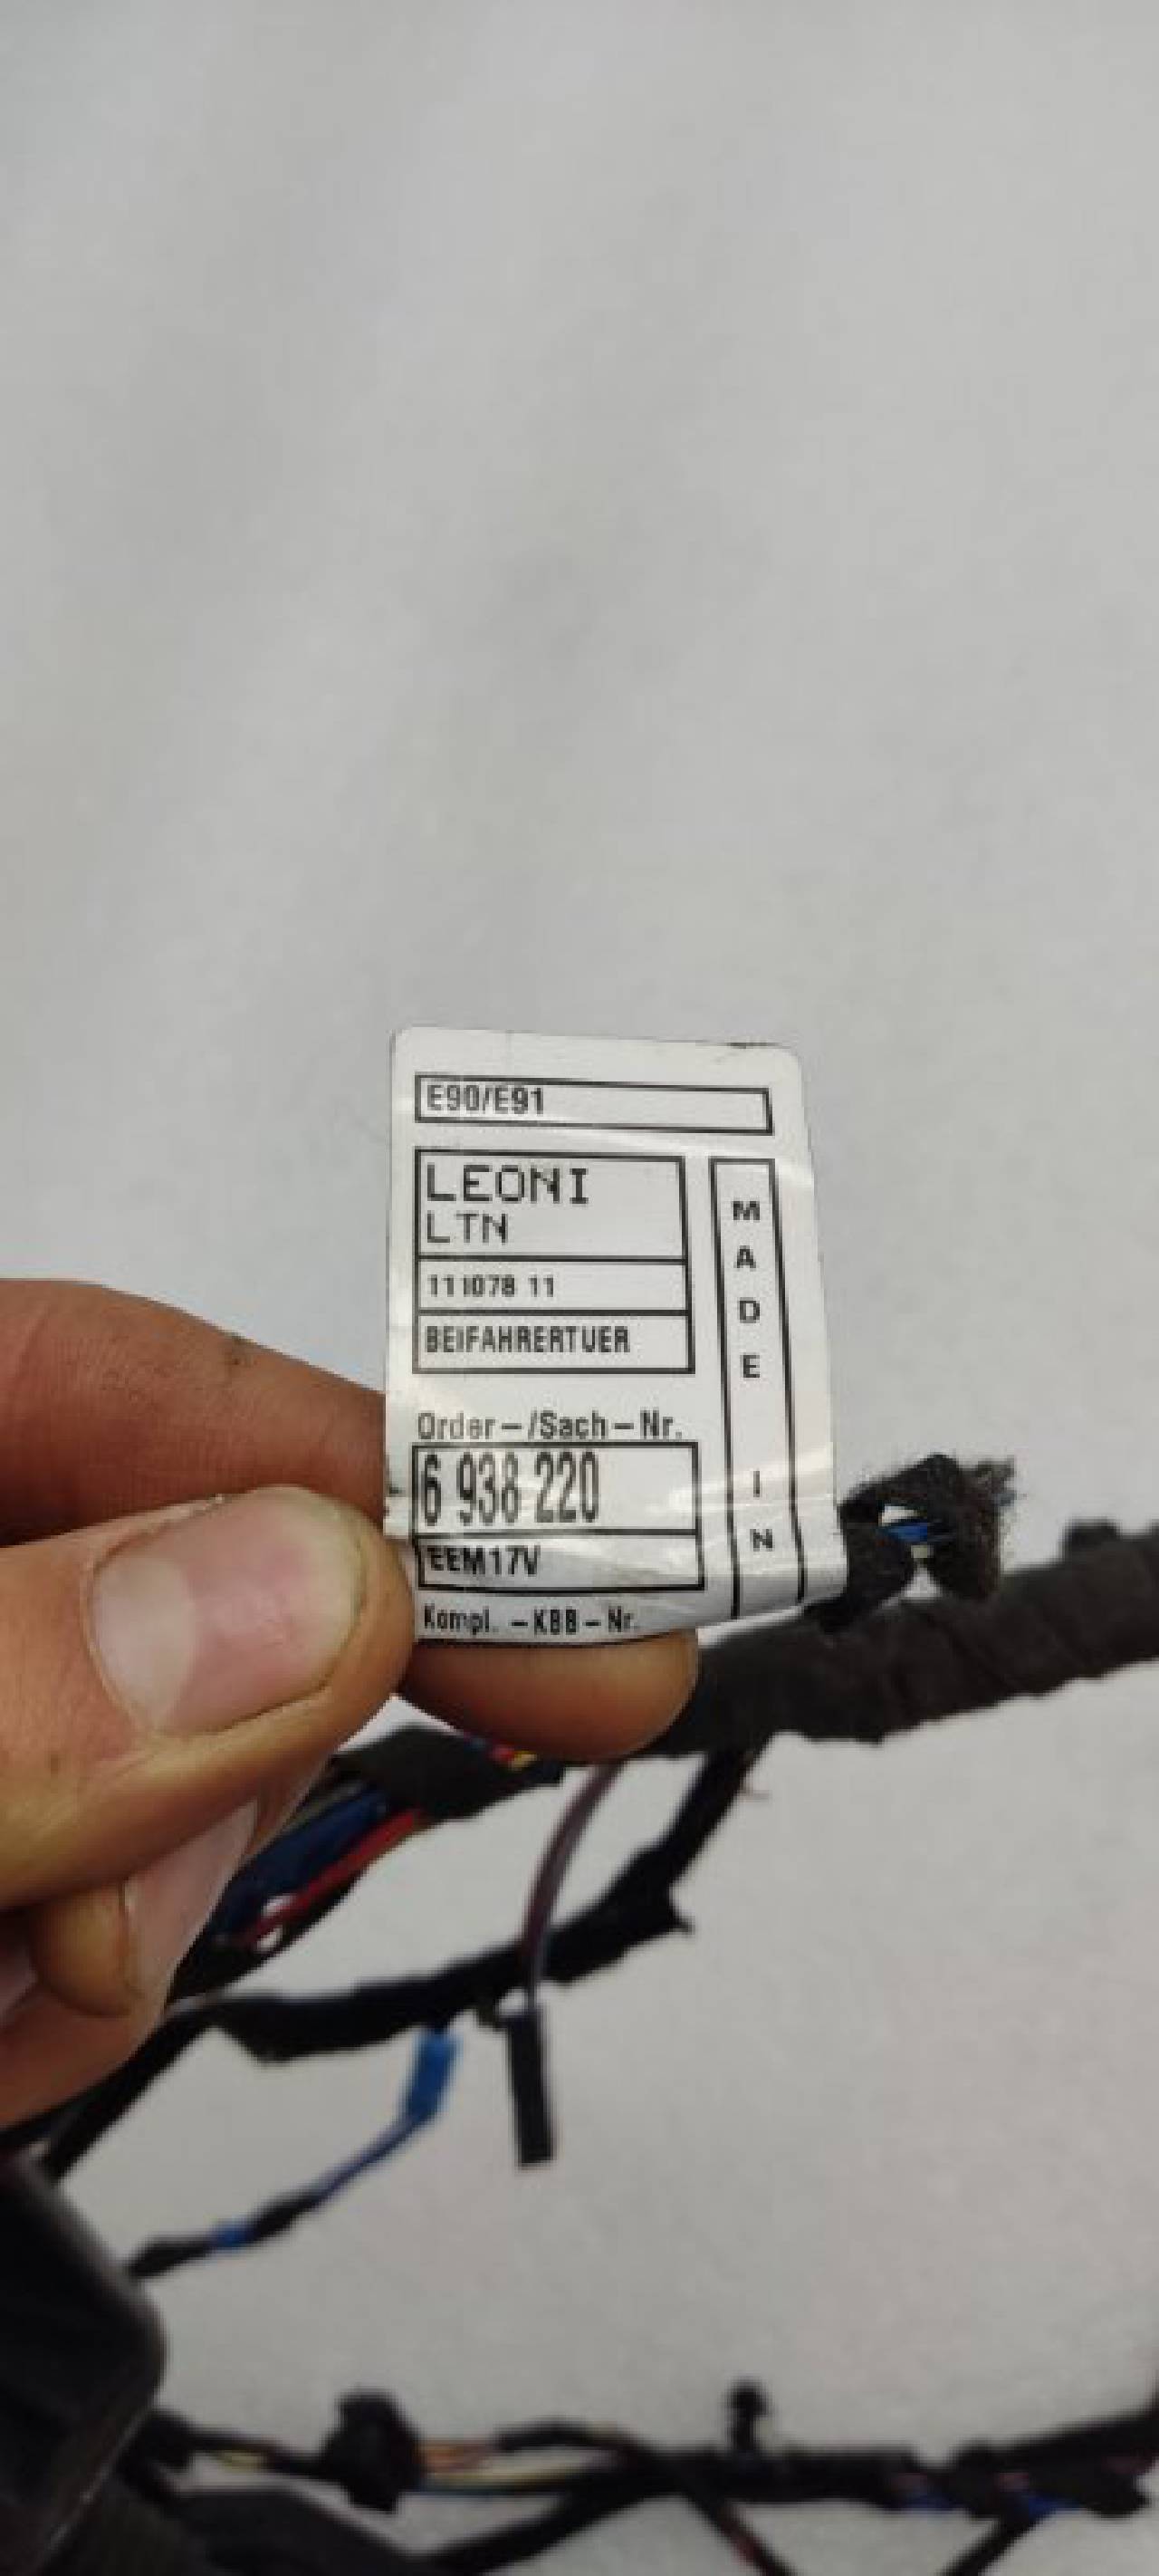 E90/E91
LEONI
LTN
111078 11
BEIFAHRERTUER
Order-/Sach-Nr.
6 938 220
EEM17V
Kompl. -KBB-Nr.
MADE IN